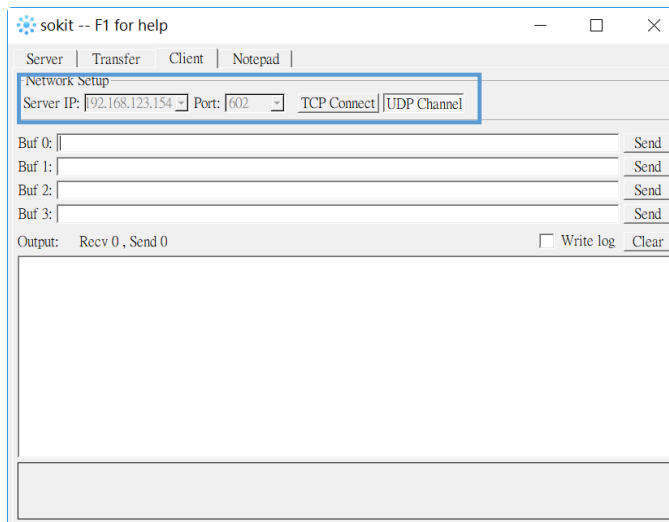 sokit -- F1 for help
Server Transfer Client Notepad
Network Setup
Server IP: 192.168.123.154 Port: 602 TCP Connect UDP Channel
Buf 0: Send
Buf 1: Send
Buf 2: Send
Buf 3: Send
Output: Recv 0 , Send 0 Write log Clear